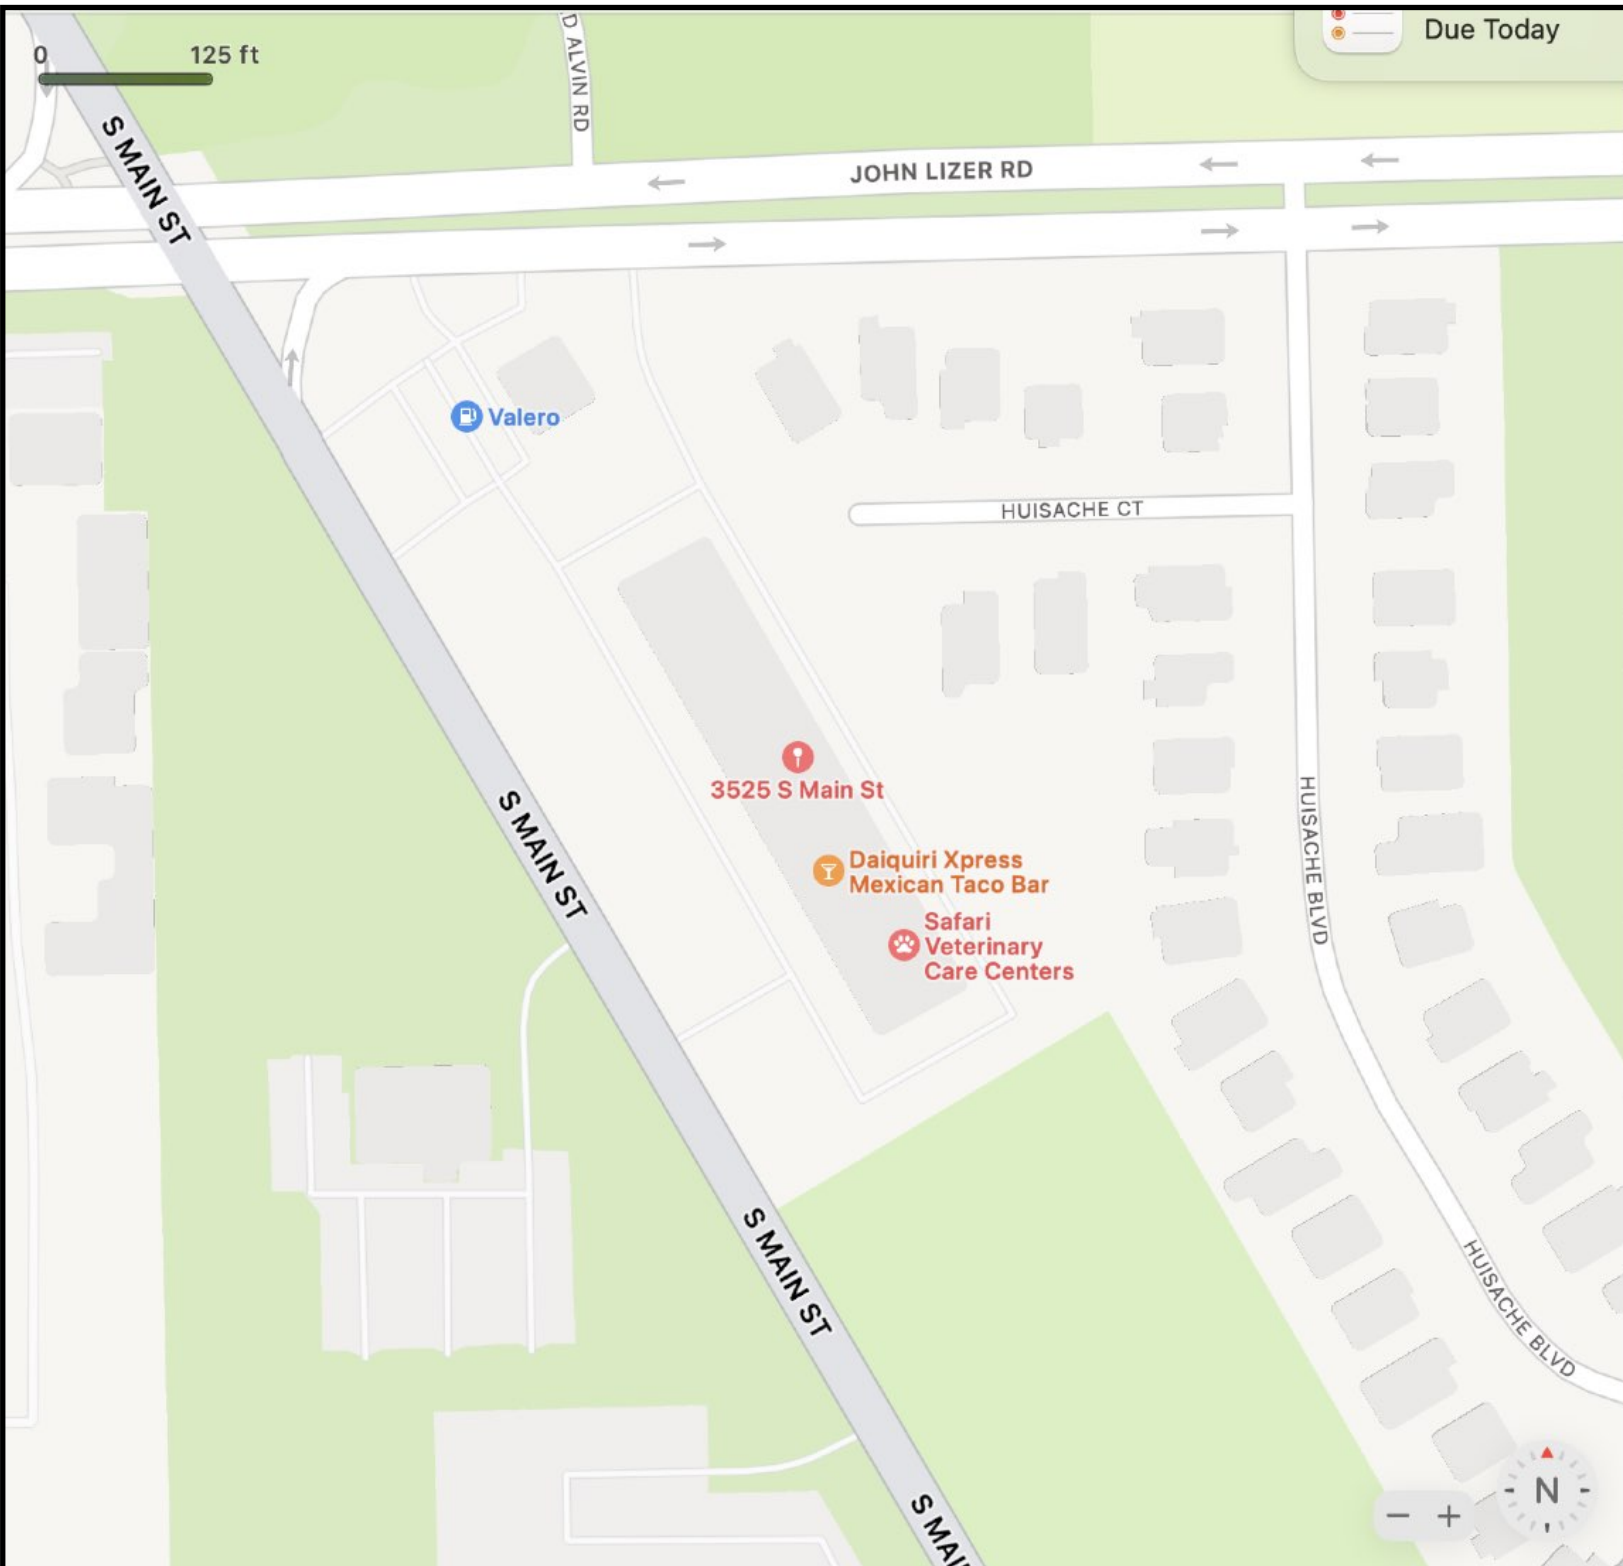 0
125 ft
Due Today
D ALVIN RD
S MAIN ST
JOHN LIZER RD
Valero
HUISACHE CT
3525 S Main St
Daiquiri Xpress
Mexican Taco Bar
Safari
Veterinary
Care Centers
S MAIN ST
HUISACHE BLVD
S MAIN ST
HUISACHE BLVD
S MAI
N